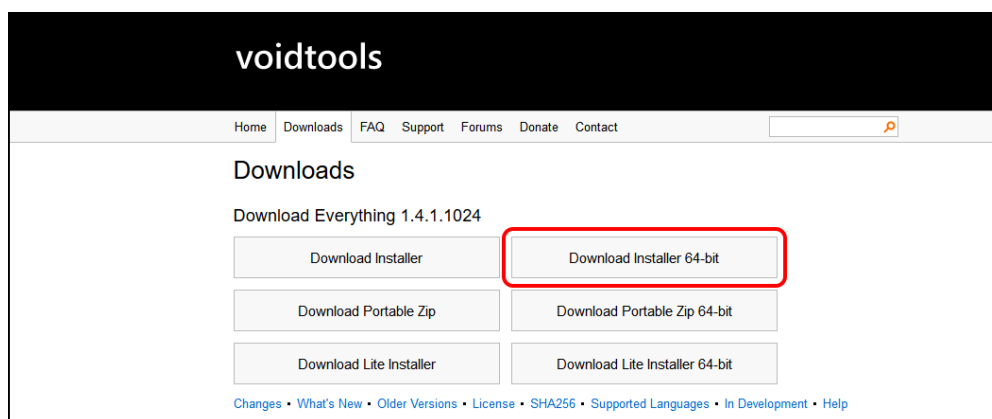 voidtools
Home Downloads FAQ Support Forums Donate Contact
Downloads
Download Everything 1.4.1.1024
Download Installer Download Installer 64-bit
Download Portable Zip Download Portable Zip 64-bit
Download Lite Installer Download Lite Installer 64-bit
Changes • What's New • Older Versions • License • SHA256 • Supported Languages • In Development • Help